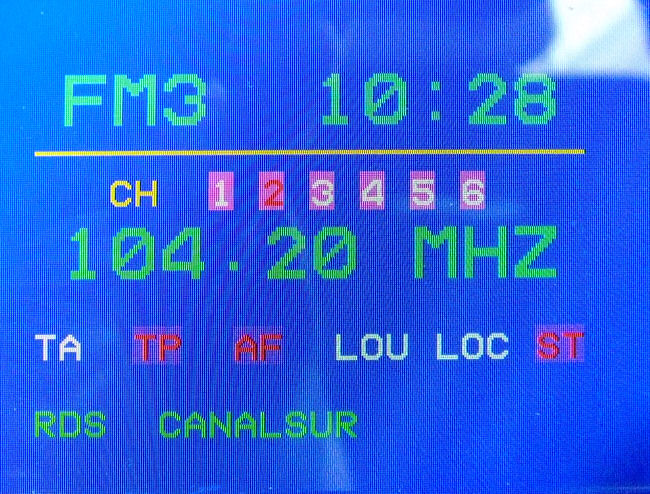 FM3 10:28
CH 1 2 3 4 5 6
104.20 MHZ
TA TP AF LOU LOC ST
RDS CANALSUR